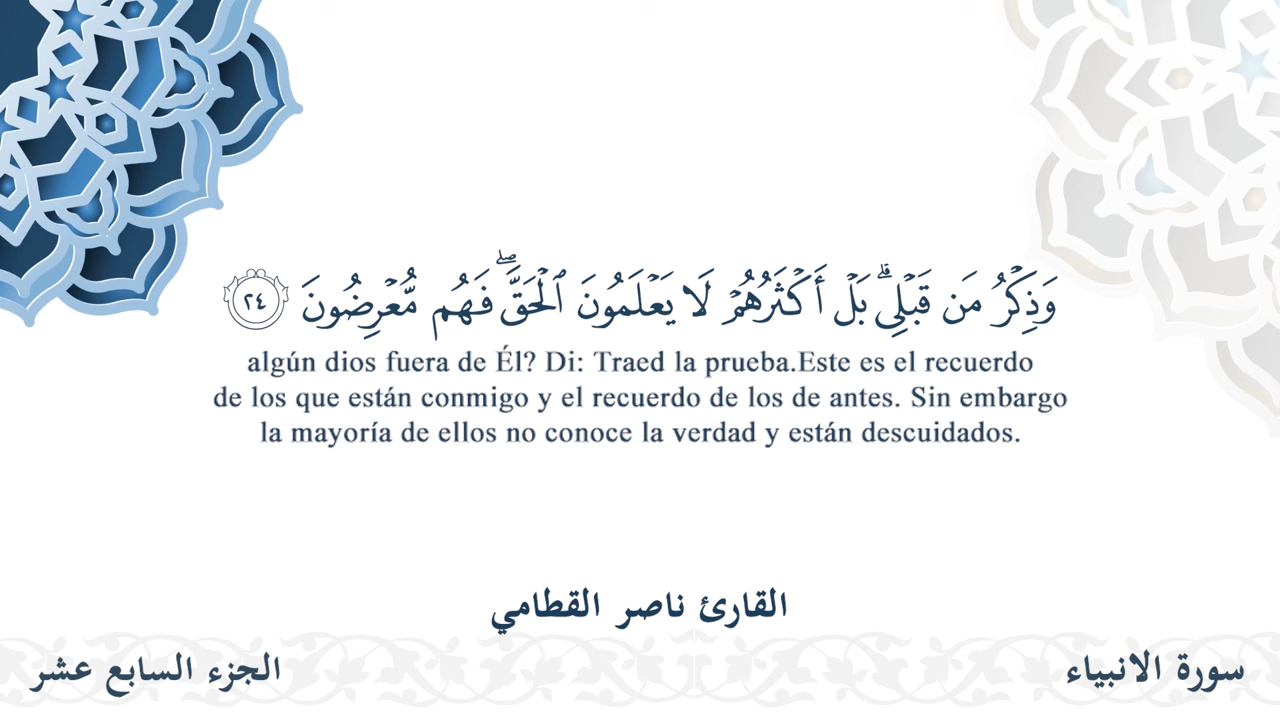 وَذِكْرُ مَن قَبْلِي ۗ بَلْ أَكْثَرُهُمْ لَا يَعْلَمُونَ ٱلْحَقَّ ۖ فَهُم مُّعْرِضُونَ ٢٤
algún dios fuera de Él? Di: Traed la prueba.Este es el recuerdo
de los que están conmigo y el recuerdo de los de antes. Sin embargo
la mayoría de ellos no conoce la verdad y están descuidados.
القارئ ناصر القطامي
سورة الانبياء
الجزء السابع عشر